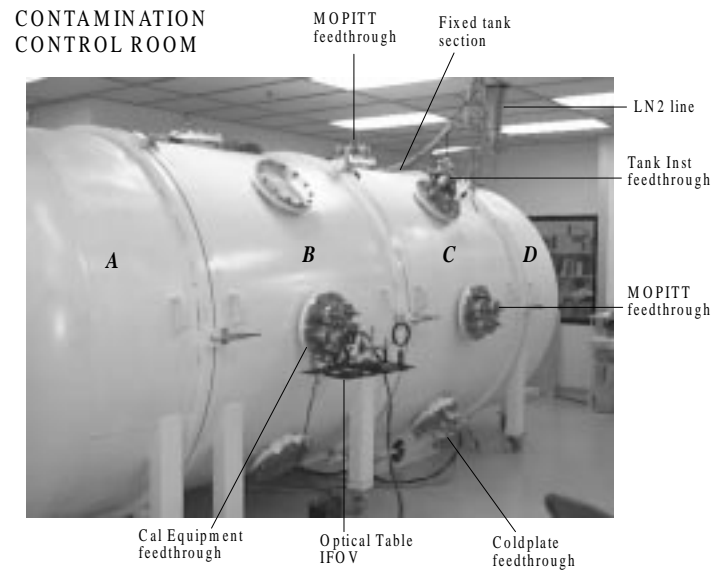 CONTAMINATION
CONTROL ROOM
MOPITT
feedthrough
Fixed tank
section
LN2 line
Tank Inst
feedthrough
A
B
C
D
MOPITT
feedthrough
Cal Equipment
feedthrough
Optical Table
IFOV
Coldplate
feedthrough